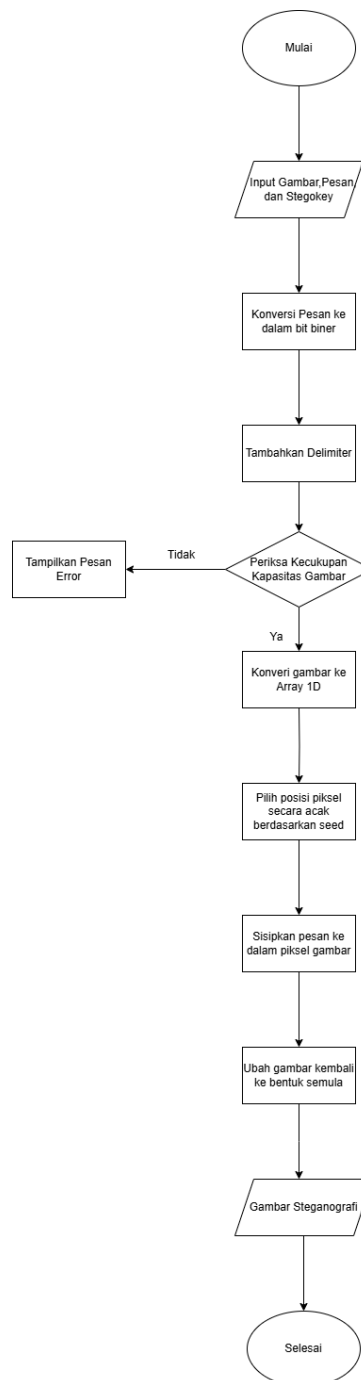 Mulai
Input Gambar,Pesan,
dan Stegokey
Konversi Pesan ke
dalam bit biner
Tambahkan Delimiter
Periksa Kecukupan
Kapasitas Gambar
Tidak
Tampilkan Pesan
Error
Ya
Konveri gambar ke
Array 1D
Pilih posisi piksel
secara acak
berdasarkan seed
Sisipkan pesan ke
dalam piksel gambar
Ubah gambar kembali
ke bentuk semula
Gambar Steganografi
Selesai